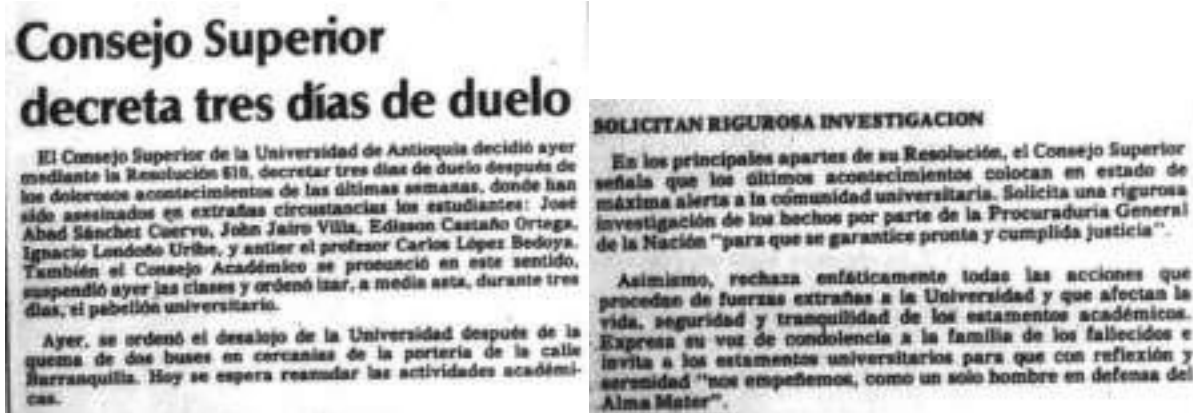 Consejo Superior
decreta tres días de duelo
El Consejo Superior de la Universidad de Antioquia decidió ayer
mediante la Resolución 510, decretar tres días de duelo después de
los dolorosos acontecimientos de las últimas semanas, donde han
sido asesinados en extrañas circustancias los estudiantes: José
Abad Sánchez Cuervo, John Jairo Villa, Edisson Castaño Ortega,
Ignacio Londoño Uribe, y antier el profesor Carlos López Bedoya.
También el Consejo Académico se pronunció en este sentido,
suspendió ayer las clases y ordenó izar, a media asta, durante tres
días, el pabellón universitario.
Ayer, se ordenó el desalojo de la Universidad después de la
quema de dos buses en cercanías de la portería de la calle
Barranquilla. Hoy se espera reanudar las actividades académi-
cas.
SOLICITAN RIGUROSA INVESTIGACION
En los principales apartes de su Resolución, el Consejo Superior
señala que los últimos acontecimientos colocan en estado de
máxima alerta a la comunidad universitaria. Solicita una rigurosa
investigación de los hechos por parte de la Procuraduría General
de la Nación "para que se garantice pronta y cumplida justicia".
Asimismo, rechaza enfáticamente todas las acciones que
procedan de fuerzas extrañas a la Universidad y que afectan la
vida, seguridad y tranquilidad de los estamentos académicos.
Expresa su voz de condolencia a la familia de los fallecidos e
invita a los estamentos universitarios para que con reflexión y
serenidad "nos empeñemos, como un solo hombre en defensa del
Alma Mater".